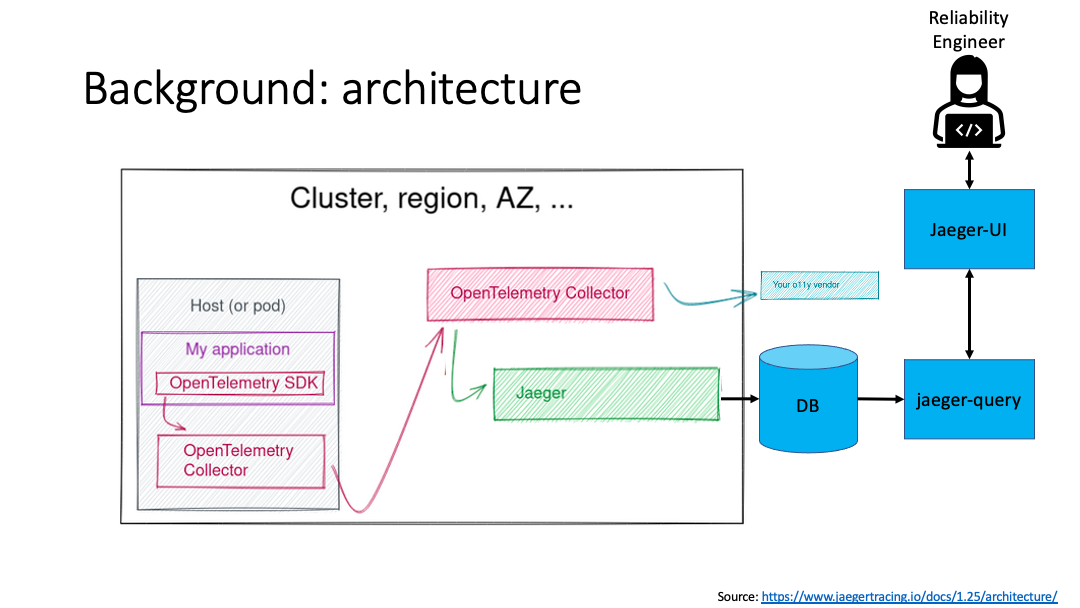 Reliability
Engineer
Background: architecture
</>
Cluster, region, AZ, ...
Jaeger-UI
Host (or pod)
OpenTelemetry Collector
Your o11y vendor
My application
OpenTelemetry SDK
Jaeger
DB
jaeger-query
OpenTelemetry
Collector
Source: https://www.jaegertracing.io/docs/1.25/architecture/